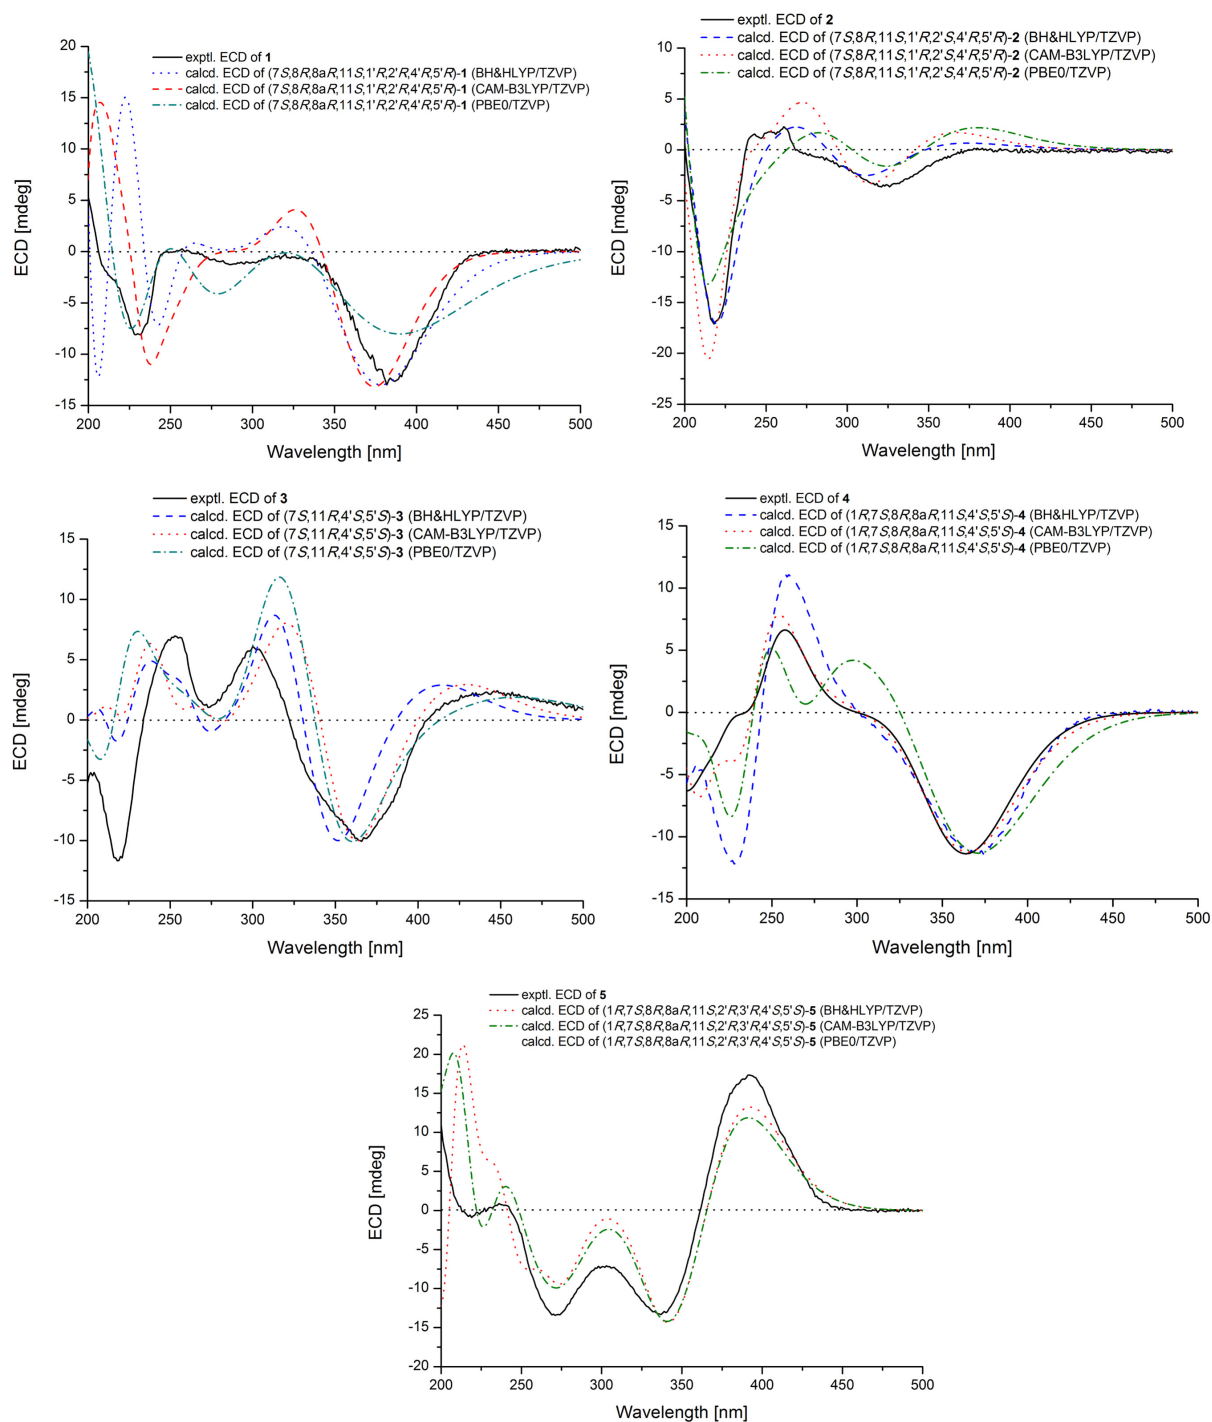 exptl. ECD of 1
calcd. ECD of (7S,8R,8aR,11S,1'R,2'R,4'R,5'R)-1 (BH&HLYP/TZVP)
calcd. ECD of (7S,8R,8aR,11S,1'R,2'R,4'R,5'R)-1 (CAM-B3LYP/TZVP)
calcd. ECD of (7S,8R,8aR,11S,1'R,2'R,4'R,5'R)-1 (PBE0/TZVP)
20
15
10
5
0
-5
-10
-15
ECD [mdeg]
200 250 300 350 400 450 500
Wavelength [nm]
exptl. ECD of 2
calcd. ECD of (7S,8R,11S,1'R,2'S,4'R,5'R)-2 (BH&HLYP/TZVP)
calcd. ECD of (7S,8R,11S,1'R,2'S,4'R,5'R)-2 (CAM-B3LYP/TZVP)
calcd. ECD of (7S,8R,11S,1'R,2'S,4'R,5'R)-2 (PBE0/TZVP)
10
5
0
-5
-10
-15
-20
-25
ECD [mdeg]
200 250 300 350 400 450 500
Wavelength [nm]
exptl. ECD of 3
calcd. ECD of (7S,11R,4'S,5'S)-3 (BH&HLYP/TZVP)
calcd. ECD of (7S,11R,4'S,5'S)-3 (CAM-B3LYP/TZVP)
calcd. ECD of (7S,11R,4'S,5'S)-3 (PBE0/TZVP)
15
10
5
0
-5
-10
-15
ECD [mdeg]
200 250 300 350 400 450 500
Wavelength [nm]
exptl. ECD of 4
calcd. ECD of (1R,7S,8R,8aR,11S,4'S,5'S)-4 (BH&HLYP/TZVP)
calcd. ECD of (1R,7S,8R,8aR,11S,4'S,5'S)-4 (CAM-B3LYP/TZVP)
calcd. ECD of (1R,7S,8R,8aR,11S,4'S,5'S)-4 (PBE0/TZVP)
15
10
5
0
-5
-10
-15
ECD [mdeg]
200 250 300 350 400 450 500
Wavelength [nm]
exptl. ECD of 5
calcd. ECD of (1R,7S,8R,8aR,11S,2'R,3'R,4'S,5'S)-5 (BH&HLYP/TZVP)
calcd. ECD of (1R,7S,8R,8aR,11S,2'R,3'R,4'S,5'S)-5 (CAM-B3LYP/TZVP)
calcd. ECD of (1R,7S,8R,8aR,11S,2'R,3'R,4'S,5'S)-5 (PBE0/TZVP)
25
20
15
10
5
0
-5
-10
-15
-20
ECD [mdeg]
200 250 300 350 400 450 500
Wavelength [nm]